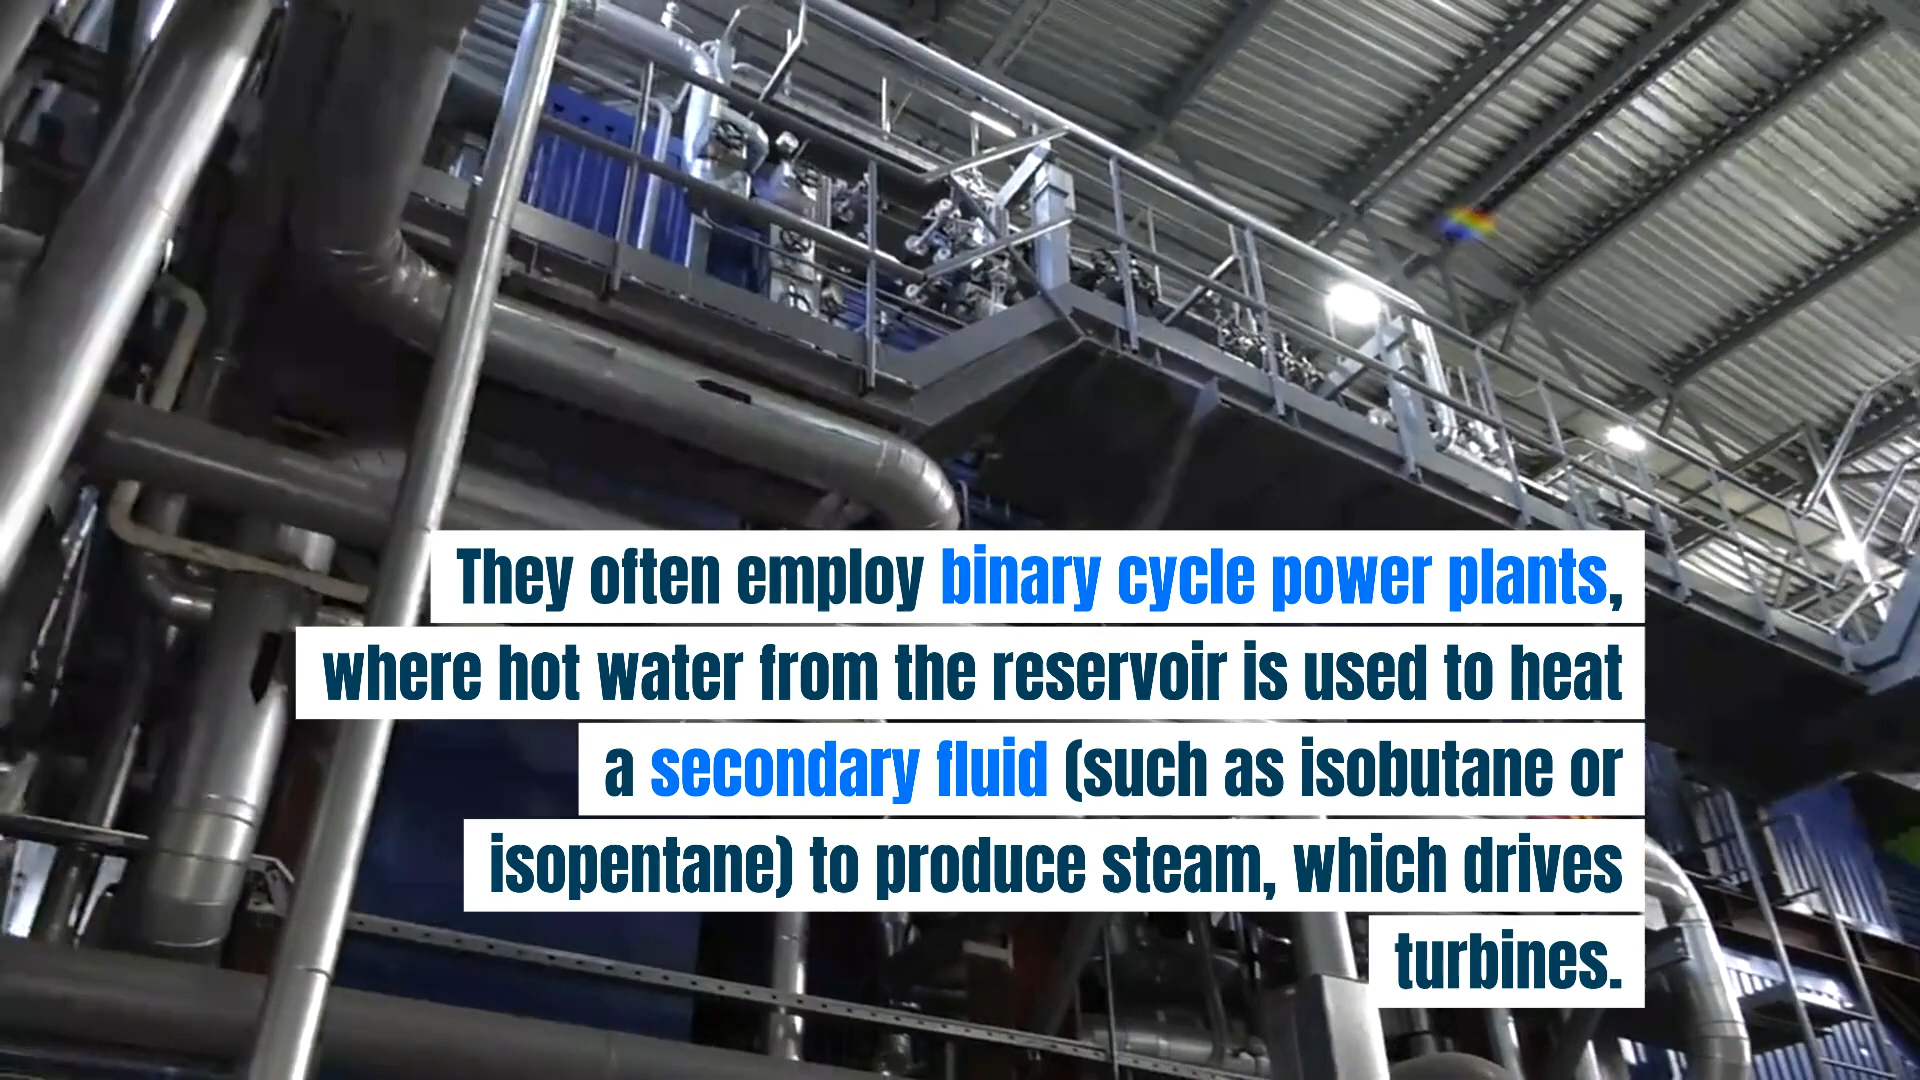 They often employ binary cycle power plants,
where hot water from the reservoir is used to heat
a secondary fluid (such as isobutane or
isopentane) to produce steam, which drives
turbines.